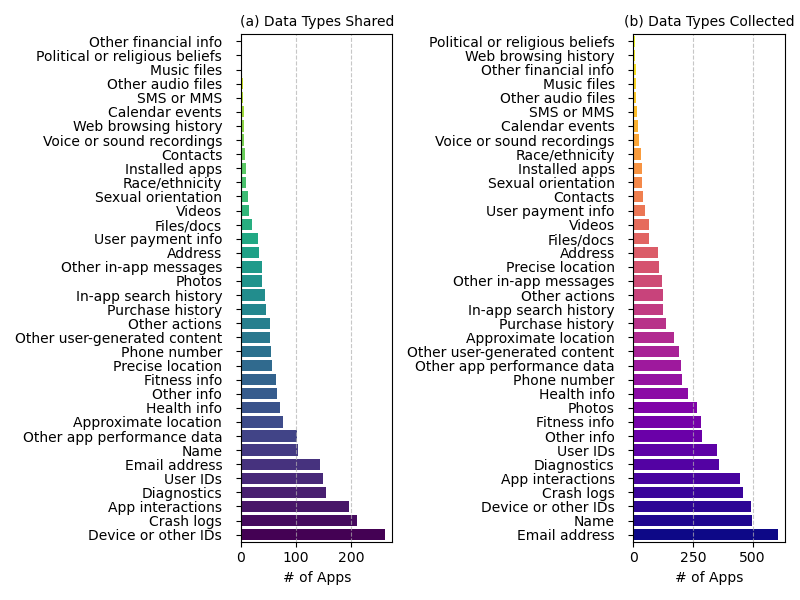 (a) Data Types Shared
Other financial info
Political or religious beliefs
Music files
Other audio files
SMS or MMS
Calendar events
Web browsing history
Voice or sound recordings
Contacts
Installed apps
Race/ethnicity
Sexual orientation
Videos
Files/docs
User payment info
Address
Other in-app messages
Photos
In-app search history
Purchase history
Other actions
Other user-generated content
Phone number
Precise location
Fitness info
Other info
Health info
Approximate location
Other app performance data
Name
Email address
User IDs
Diagnostics
App interactions
Crash logs
Device or other IDs
0 100 200
# of Apps
(b) Data Types Collected
Political or religious beliefs
Web browsing history
Other financial info
Music files
Other audio files
SMS or MMS
Calendar events
Voice or sound recordings
Race/ethnicity
Installed apps
Sexual orientation
Contacts
User payment info
Videos
Files/docs
Address
Precise location
Other in-app messages
Other actions
In-app search history
Purchase history
Approximate location
Other user-generated content
Other app performance data
Phone number
Health info
Photos
Fitness info
Other info
User IDs
Diagnostics
App interactions
Crash logs
Device or other IDs
Name
Email address
0 250 500
# of Apps